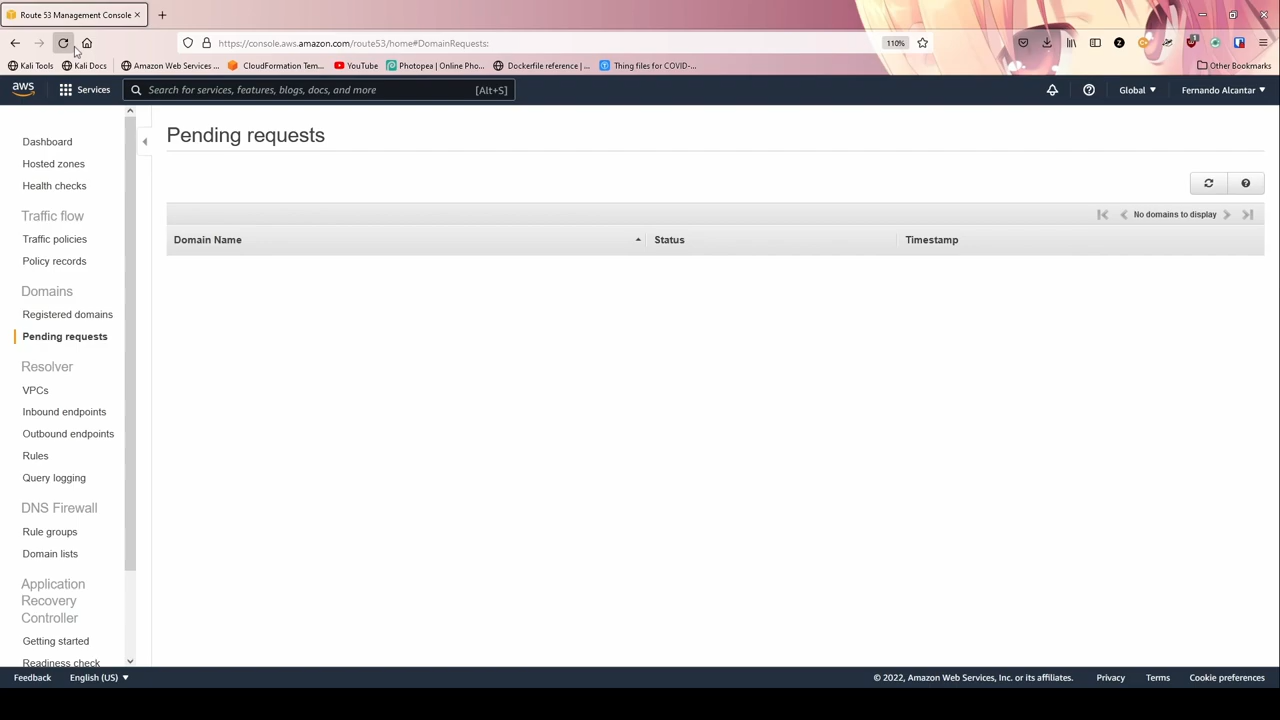 Route 53 Management Console
https://console.aws.amazon.com/route53/home#DomainRequests:
110%
Kali Tools
Kali Docs
Amazon Web Services ...
CloudFormation Tem...
YouTube
Photopea | Online Pho...
Dockerfile reference | ...
Thing files for COVID-...
Other Bookmarks
aws
Services
Search for services, features, blogs, docs, and more
[Alt+S]
Global
Fernando Alcantar
Dashboard
Hosted zones
Health checks
Traffic flow
Traffic policies
Policy records
Domains
Registered domains
Pending requests
Resolver
VPCs
Inbound endpoints
Outbound endpoints
Rules
Query logging
DNS Firewall
Rule groups
Domain lists
Application
Recovery
Controller
Getting started
Readiness check
Pending requests
No domains to display
Domain Name
Status
Timestamp
Feedback
English (US)
© 2022, Amazon Web Services, Inc. or its affiliates.
Privacy
Terms
Cookie preferences